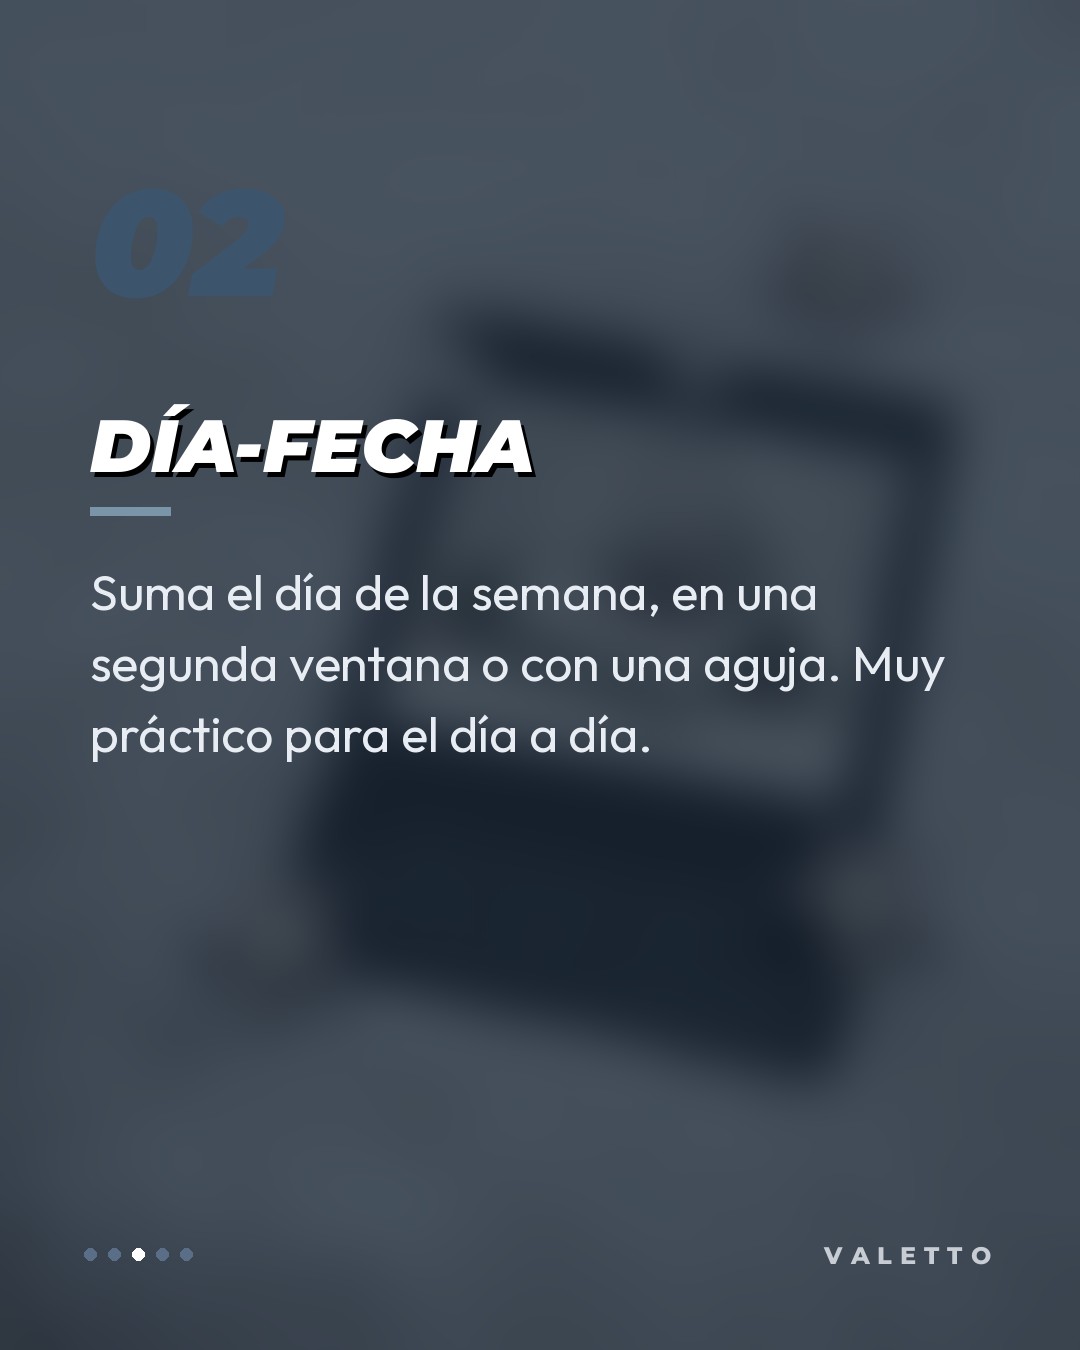 02
DÍA-FECHA
Suma el día de la semana, en una
segunda ventana o con una aguja. Muy
práctico para el día a día.
VALETTO